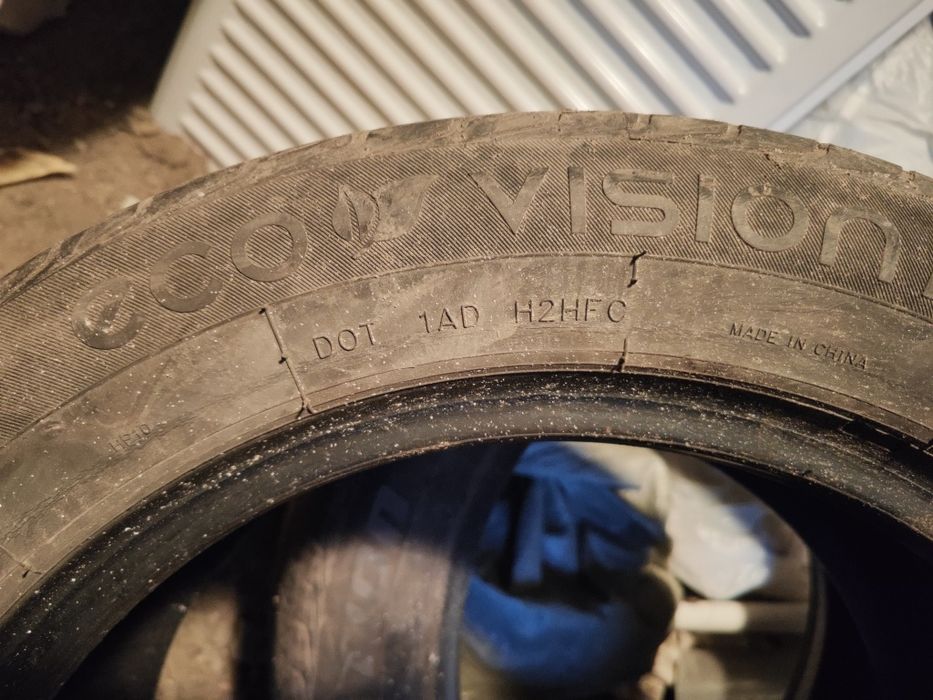 eco VISIon
DOT 1AD H2HFC
MADE IN CHINA